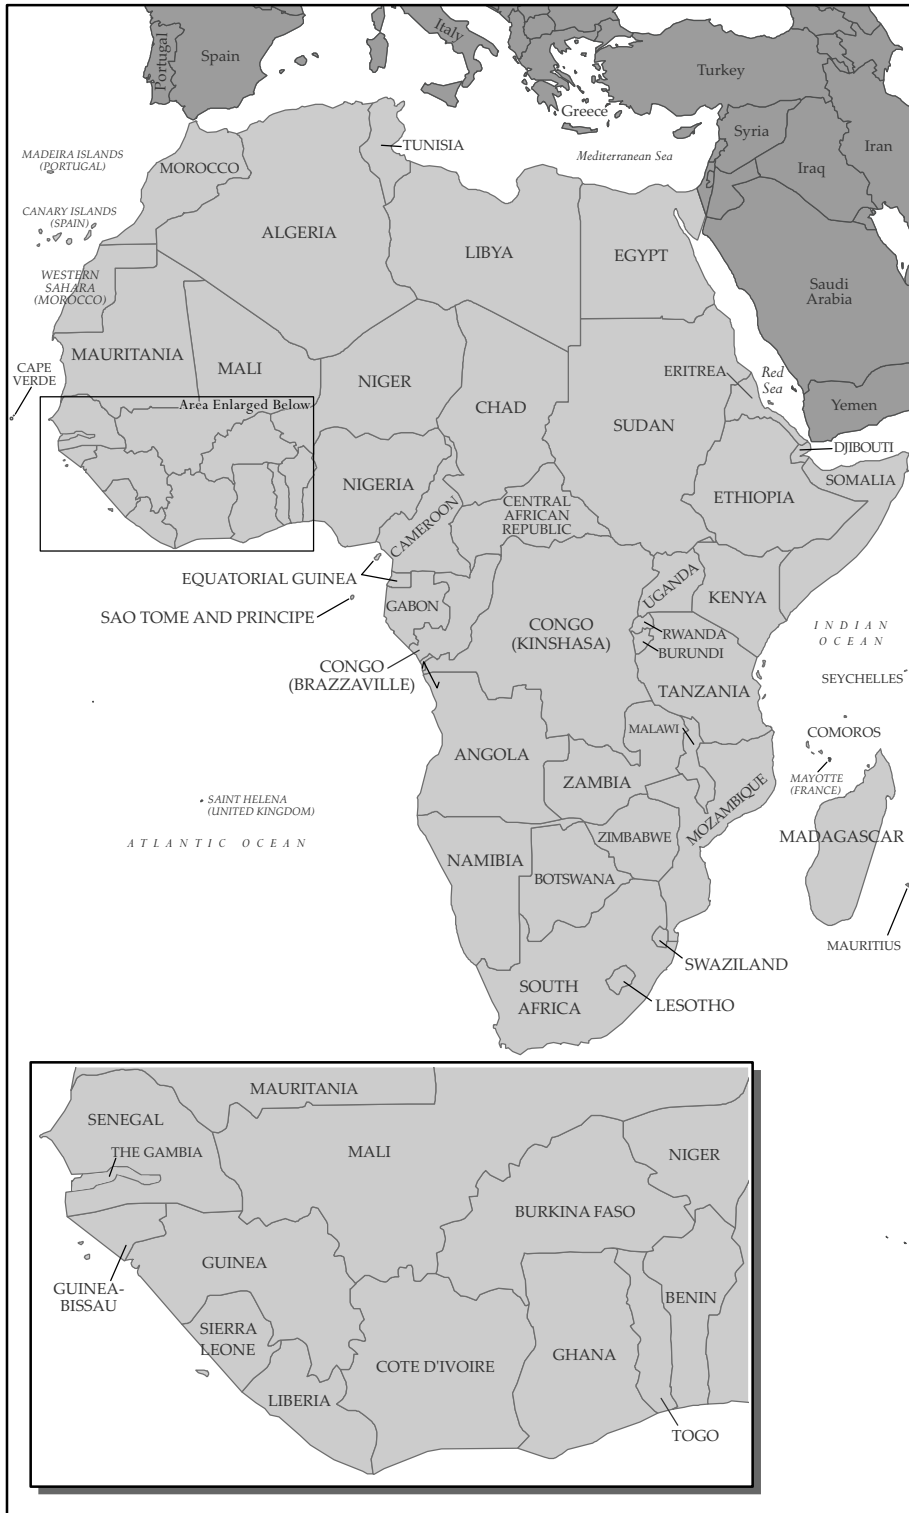 Portugal
Spain
Italy
Greece
Turkey
Syria
Iraq
Iran
Mediterranean Sea
MADEIRA ISLANDS
(PORTUGAL)
MOROCCO
TUNISIA
CANARY ISLANDS
(SPAIN)
ALGERIA
LIBYA
EGYPT
Saudi
Arabia
WESTERN
SAHARA
(MOROCCO)
MAURITANIA
MALI
NIGER
CHAD
SUDAN
ERITREA
Red
Sea
Yemen
CAPE
VERDE
Area Enlarged Below
DJIBOUTI
SOMALIA
ETHIOPIA
NIGERIA
CAMEROON
CENTRAL
AFRICAN
REPUBLIC
EQUATORIAL GUINEA
SAO TOME AND PRINCIPE
GABON
CONGO
(BRAZZAVILLE)
CONGO
(KINSHASA)
UGANDA
KENYA
RWANDA
BURUNDI
TANZANIA
INDIAN
OCEAN
SEYCHELLES
COMOROS
MAYOTTE
(FRANCE)
MALAWI
ANGOLA
ZAMBIA
MOZAMBIQUE
SAINT HELENA
(UNITED KINGDOM)
ATLANTIC OCEAN
NAMIBIA
ZIMBABWE
BOTSWANA
MADAGASCAR
MAURITIUS
SWAZILAND
LESOTHO
SOUTH
AFRICA
MAURITANIA
SENEGAL
THE GAMBIA
MALI
NIGER
BURKINA FASO
GUINEA
GUINEA-
BISSAU
SIERRA
LEONE
LIBERIA
COTE D'IVOIRE
GHANA
BENIN
TOGO